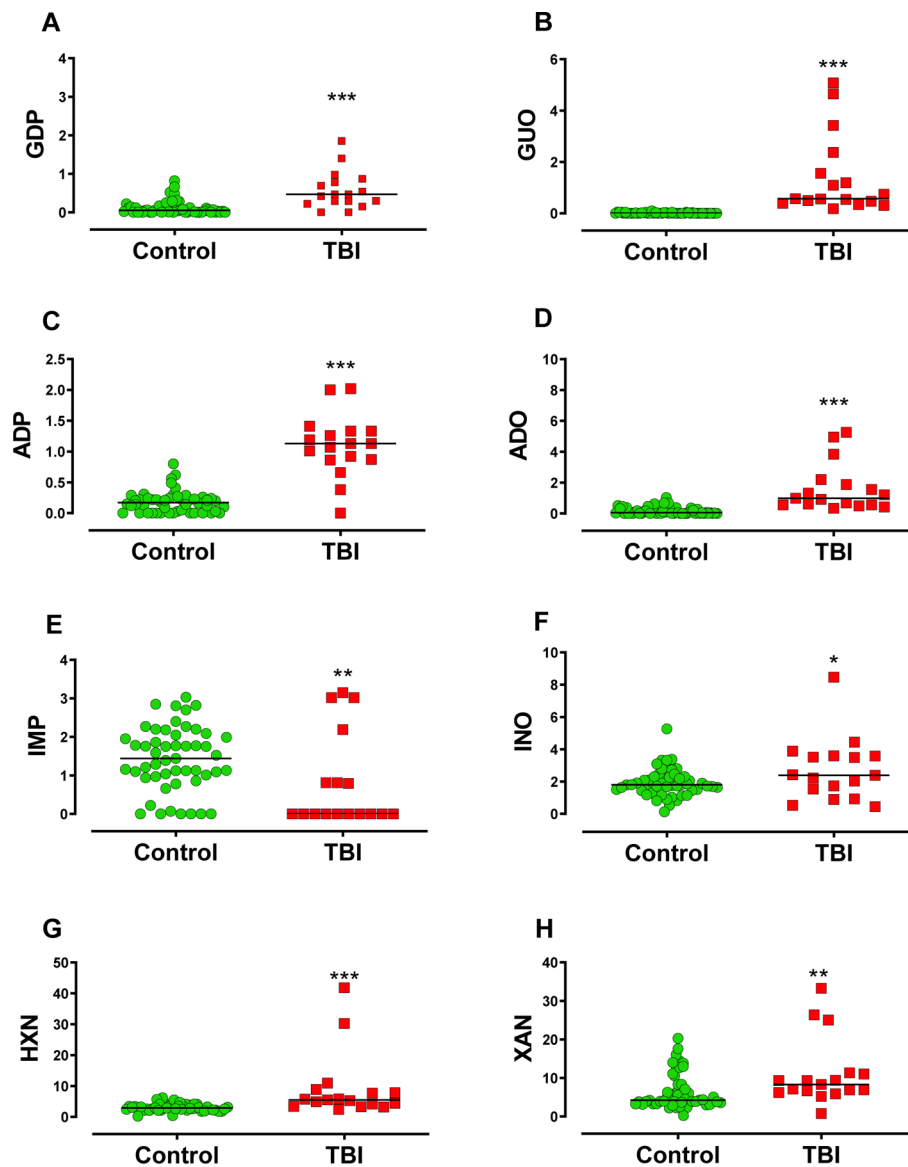 A
GDP
4
3
2
1
0
***
Control
TBI
B
GUO
6
4
2
0
***
Control
TBI
C
ADP
2.5
2.0
1.5
1.0
0.5
0.0
***
Control
TBI
D
ADO
10
8
6
4
2
0
***
Control
TBI
E
IMP
4
3
2
1
0
**
Control
TBI
F
INO
10
8
6
4
2
0
*
Control
TBI
G
HXN
50
40
30
20
10
0
***
Control
TBI
H
XAN
40
30
20
10
0
**
Control
TBI